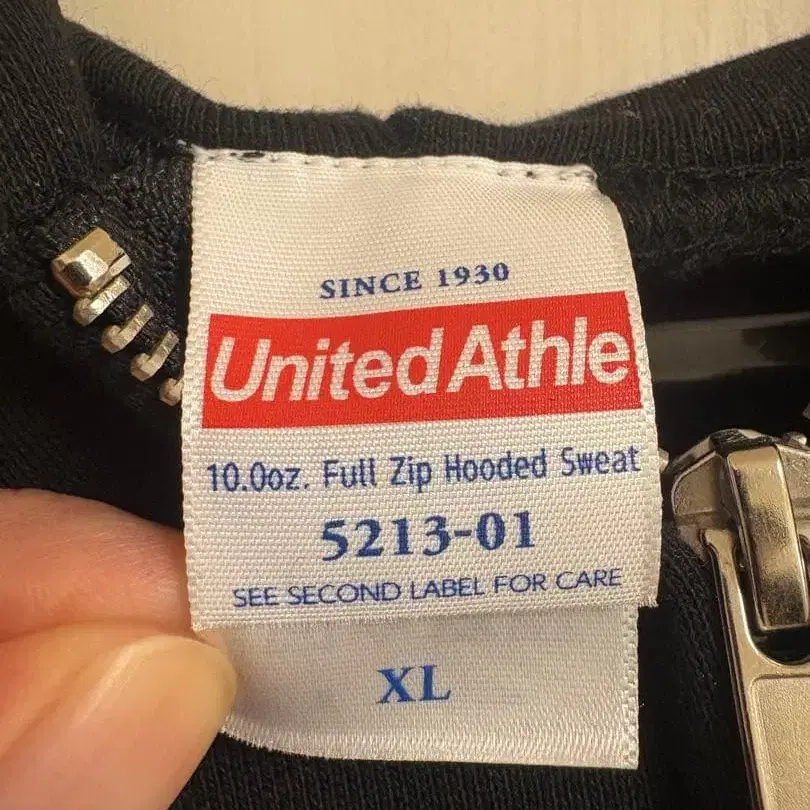 SINCE 1930
United Athle
10.0oz. Full Zip Hooded Sweat
5213-01
SEE SECOND LABEL FOR CARE
XL